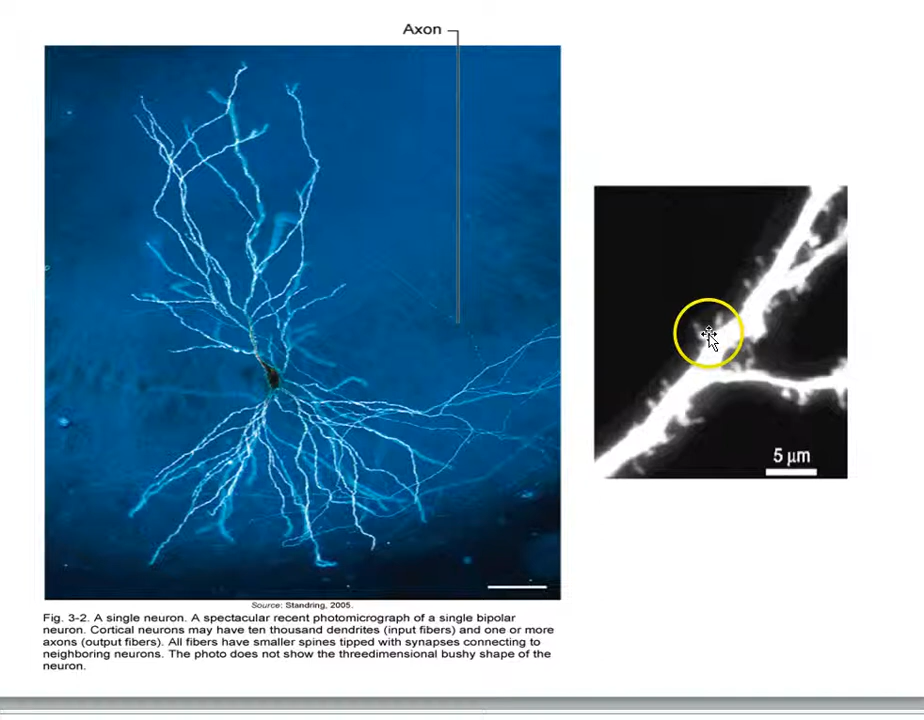 Axon
5 μm
Source: Standring, 2005.
Fig. 3-2. A single neuron. A spectacular recent photomicrograph of a single bipolar
neuron. Cortical neurons may have ten thousand dendrites (input fibers) and one or more
axons (output fibers). All fibers have smaller spines tipped with synapses connecting to
neighboring neurons. The photo does not show the threedimensional bushy shape of the
neuron.